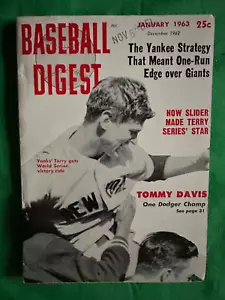 JANUARY 1963 25¢
December 1962
BASEBALL
DIGEST
NOV
The Yankee Strategy
That Meant One-Run
Edge over Giants
HOW SLIDER
MADE TERRY
SERIES' STAR
Yanks' Terry gets
World Series
victory ride
NEW
TOMMY DAVIS
One Dodger Champ
See page 31